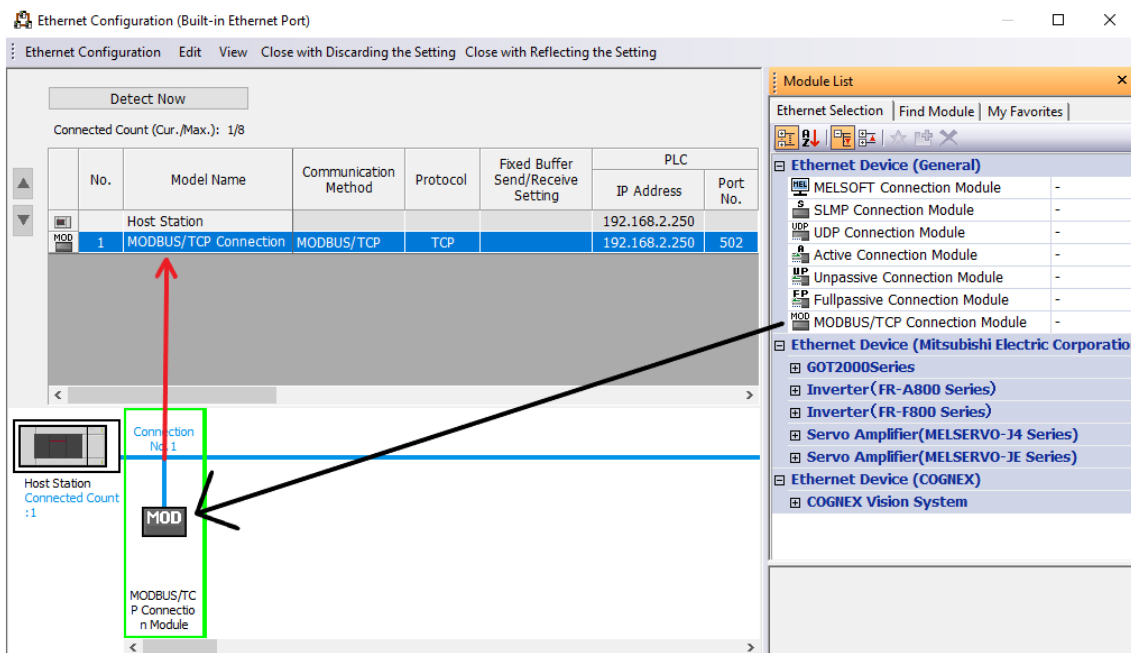 Ethernet Configuration (Built-in Ethernet Port)
Ethernet Configuration Edit View Close with Discarding the Setting Close with Reflecting the Setting
Detect Now
Connected Count (Cur./Max.): 1/8
No.
Model Name
Communication
Method
Protocol
Fixed Buffer
Send/Receive
Setting
PLC
IP Address
Port
No.
Host Station 192.168.2.250
MOD 1 MODBUS/TCP Connection MODBUS/TCP TCP 192.168.2.250 502
Connection
No.1
Host Station
Connected Count
:1
MOD
MODBUS/TC
P Connectio
n Module
Module List
Ethernet Selection Find Module My Favorites
Ethernet Device (General)
MEL MELSOFT Connection Module -
S SLMP Connection Module -
UDP UDP Connection Module -
A Active Connection Module -
UP Unpassive Connection Module -
FP Fullpassive Connection Module -
MOD MODBUS/TCP Connection Module -
Ethernet Device (Mitsubishi Electric Corporatio
GOT2000Series
Inverter(FR-A800 Series)
Inverter(FR-F800 Series)
Servo Amplifier(MELSERVO-J4 Series)
Servo Amplifier(MELSERVO-JE Series)
Ethernet Device (COGNEX)
COGNEX Vision System